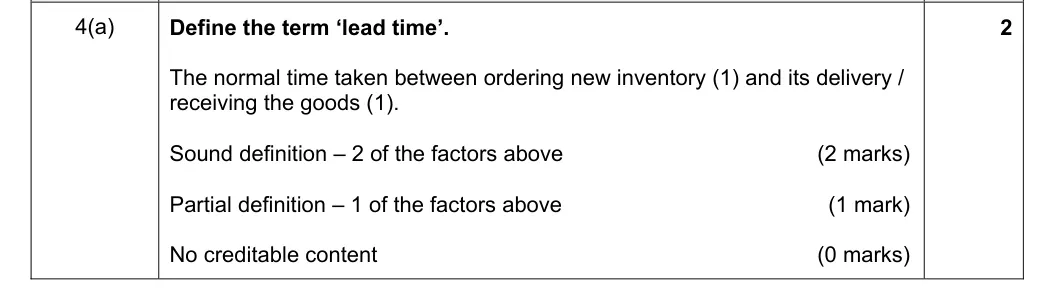 4(a) Define the term ‘lead time’. 2
The normal time taken between ordering new inventory (1) and its delivery /
receiving the goods (1).
Sound definition – 2 of the factors above (2 marks)
Partial definition – 1 of the factors above (1 mark)
No creditable content (0 marks)